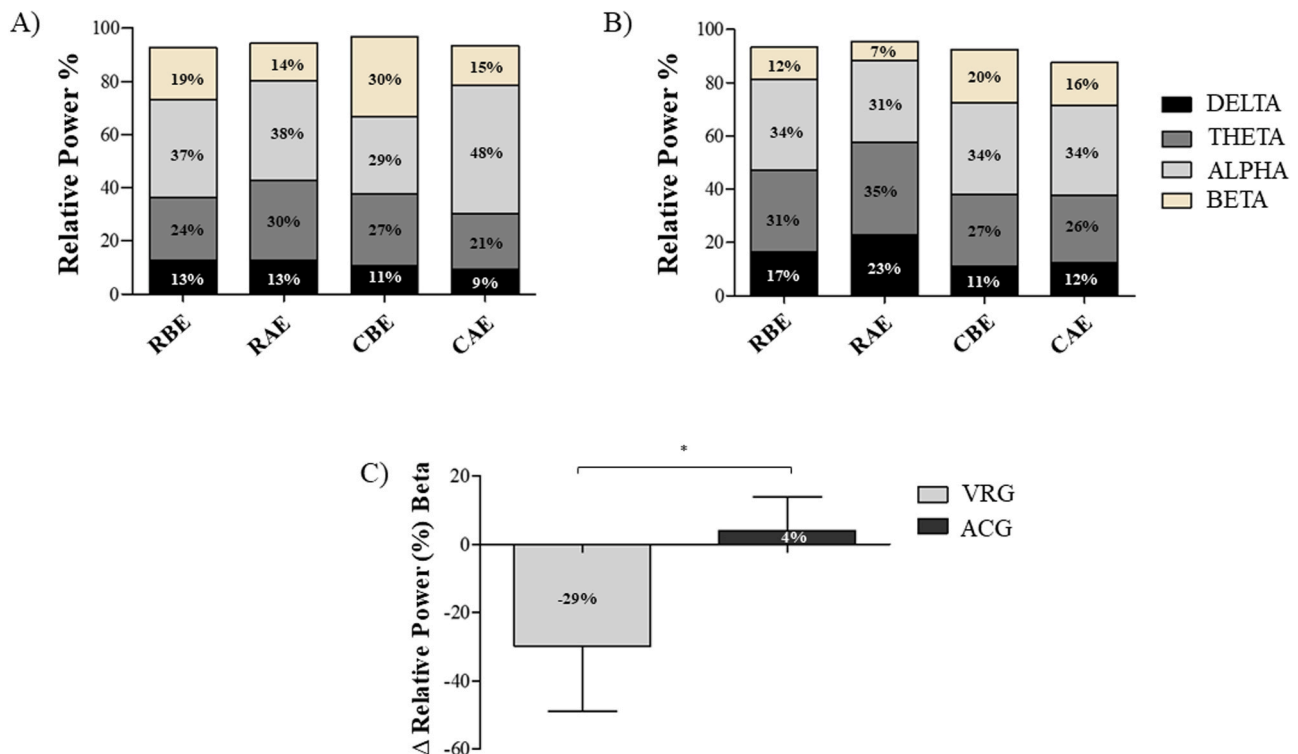 A)
Relative Power %
100
80
60
40
20
0
19%
37%
24%
13%
14%
38%
30%
13%
30%
29%
27%
11%
15%
48%
21%
9%
RBE
RAE
CBE
CAE
B)
Relative Power %
100
80
60
40
20
0
12%
34%
31%
17%
7%
31%
35%
23%
20%
34%
27%
11%
16%
34%
26%
12%
RBE
RAE
CBE
CAE
DELTA
THETA
ALPHA
BETA
C)
Δ Relative Power (%) Beta
20
0
-20
-40
-60
*
-29%
4%
VRG
ACG